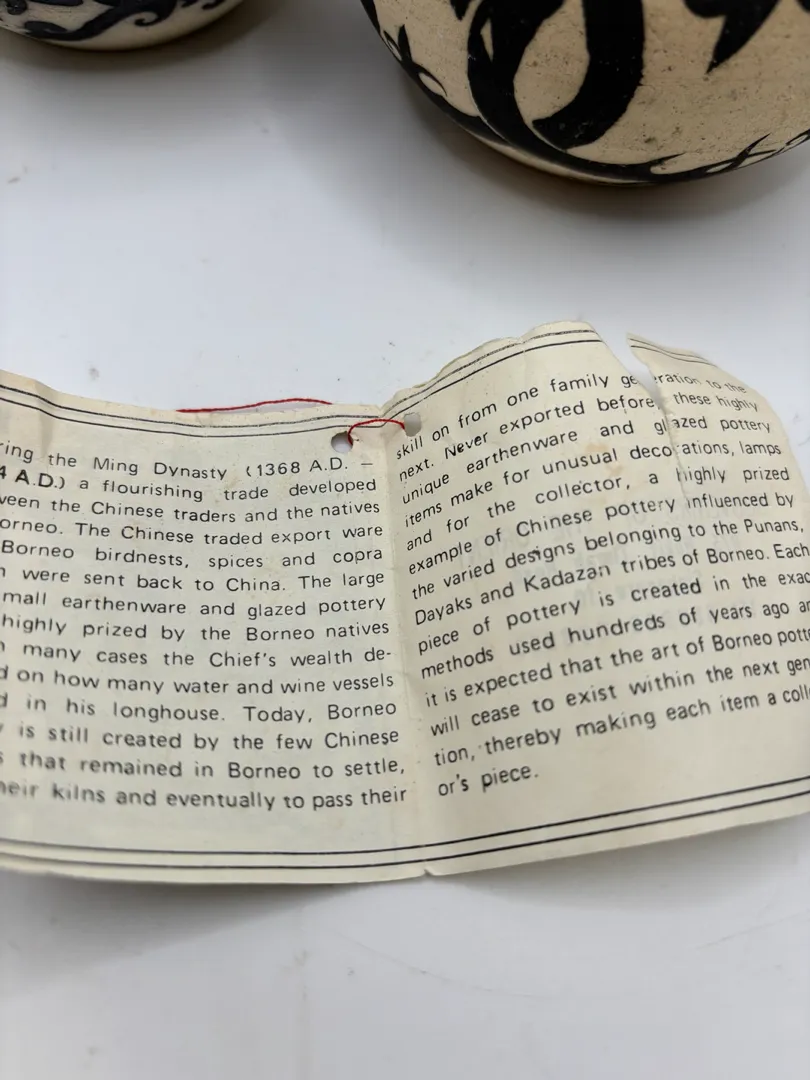 ring the Ming Dynasty (1368 A.D. –
4 A.D.) a flourishing trade developed
ween the Chinese traders and the natives
orneo. The Chinese traded export ware
Borneo birdnests, spices and copra
n were sent back to China. The large
mall earthenware and glazed pottery
highly prized by the Borneo natives
n many cases the Chief's wealth de-
d on how many water and wine vessels
d in his longhouse. Today, Borneo
y is still created by the few Chinese
s that remained in Borneo to settle,
heir kilns and eventually to pass their
skill on from one family generation to the
next. Never exported before, these highly
unique earthenware and glazed pottery
items make for unusual decorations, lamps
and for the collector, a highly prized
example of Chinese pottery influenced by
the varied designs belonging to the Punans,
Dayaks and Kadazan tribes of Borneo. Each
piece of pottery is created in the exac
methods used hundreds of years ago an
it is expected that the art of Borneo potte
will cease to exist within the next gen
tion, thereby making each item a coll
or's piece.